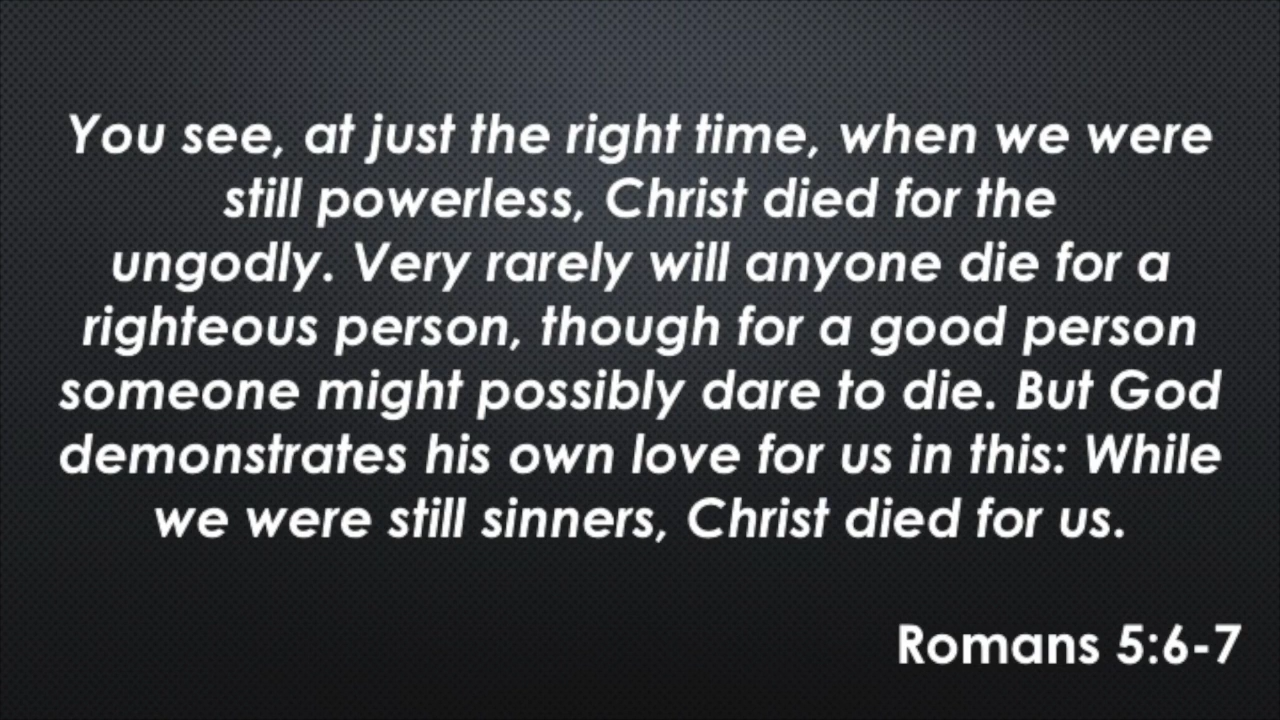 You see, at just the right time, when we were
still powerless, Christ died for the
ungodly. Very rarely will anyone die for a
righteous person, though for a good person
someone might possibly dare to die. But God
demonstrates his own love for us in this: While
we were still sinners, Christ died for us.
Romans 5:6-7